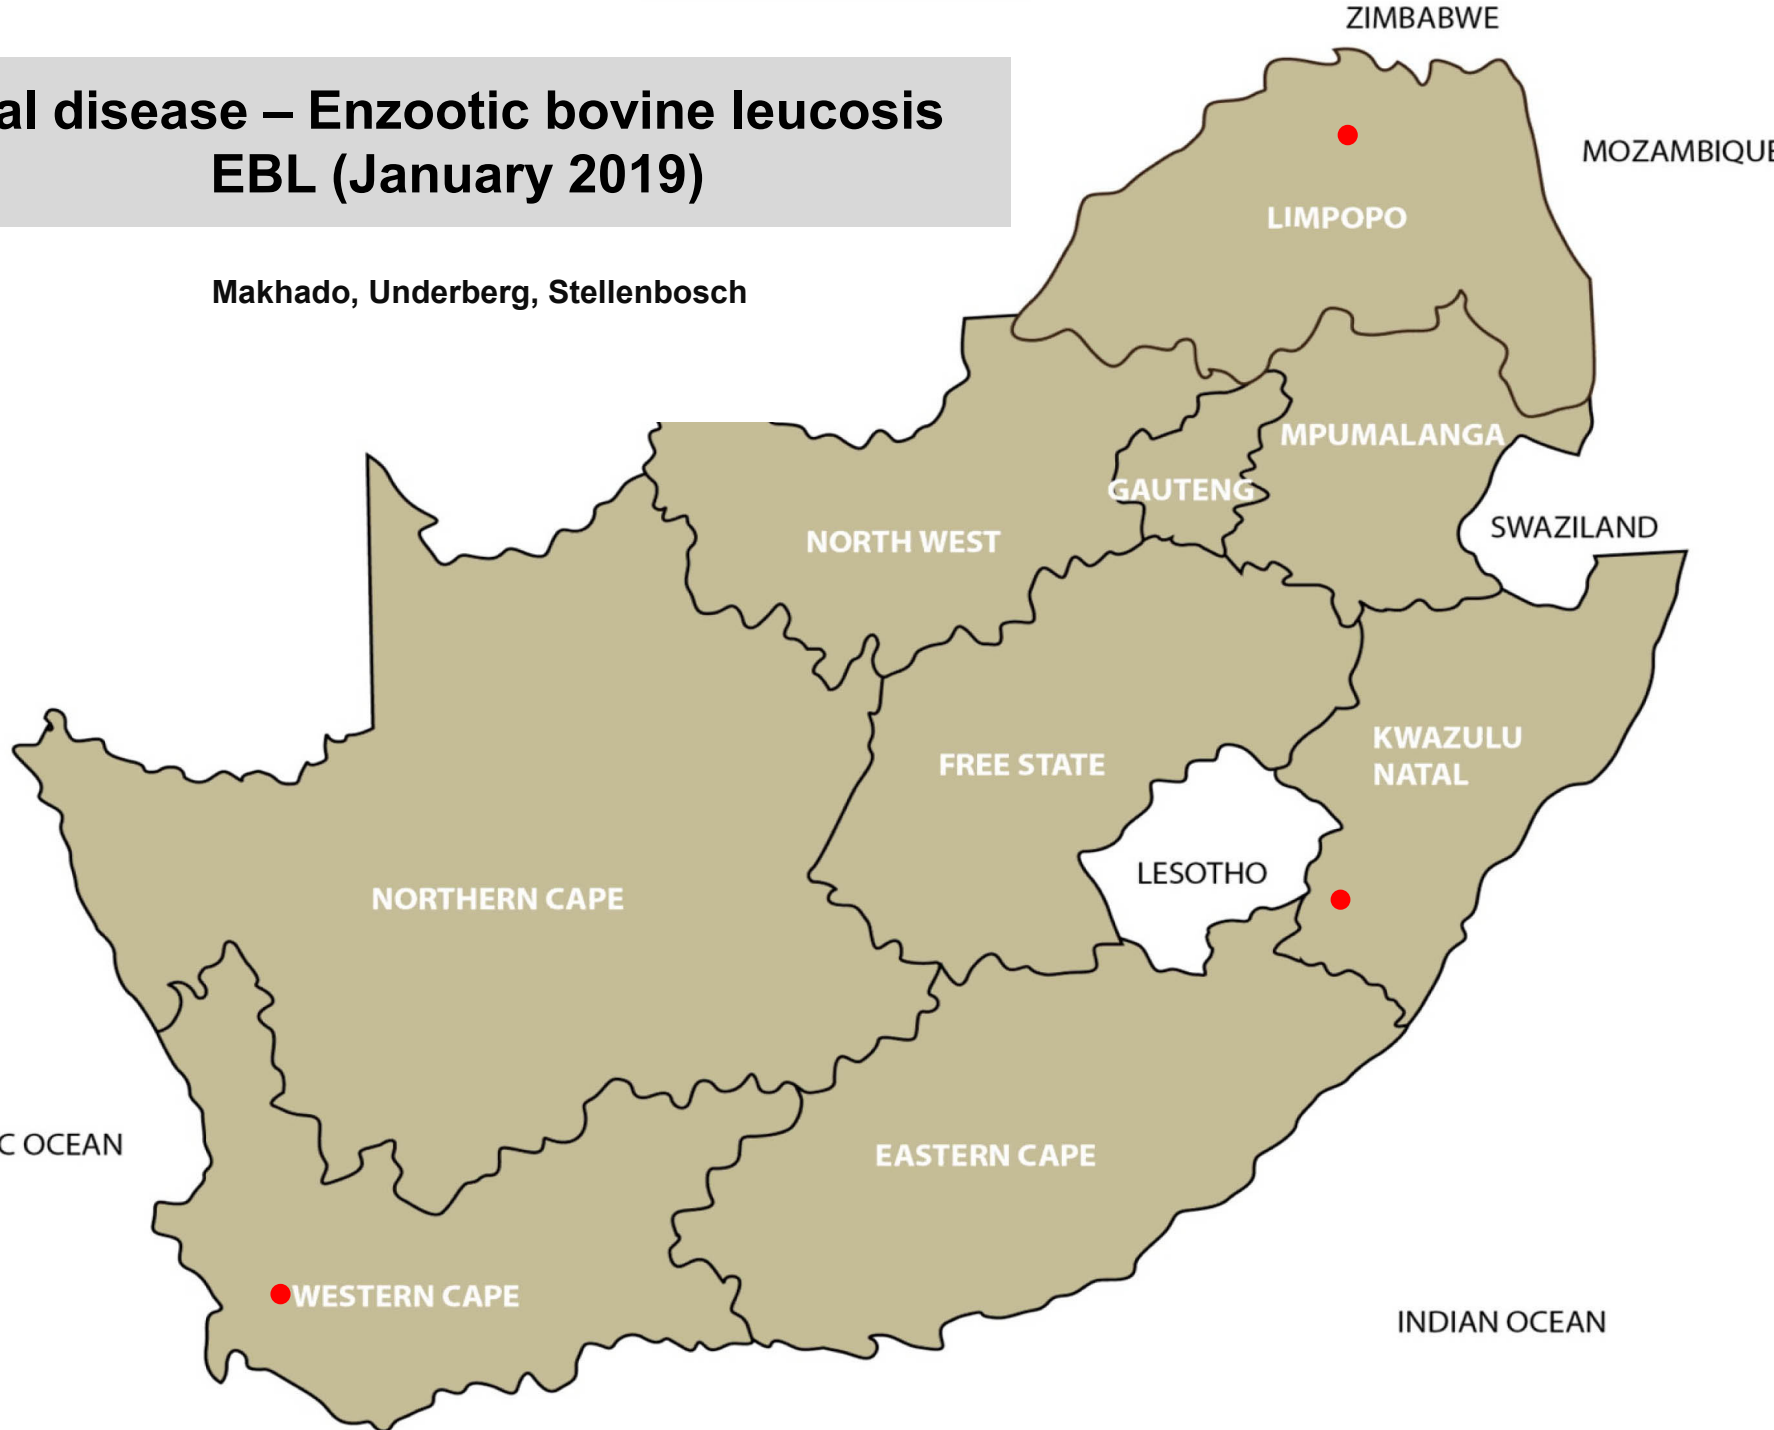 ZIMBABWE
al disease – Enzootic bovine leucosis
EBL (January 2019)
MOZAMBIQUE
LIMPOPO
Makhado, Underberg, Stellenbosch
MPUMALANGA
GAUTENG
SWAZILAND
NORTH WEST
KWAZULU
NATAL
FREE STATE
LESOTHO
NORTHERN CAPE
C OCEAN
EASTERN CAPE
WESTERN CAPE
INDIAN OCEAN